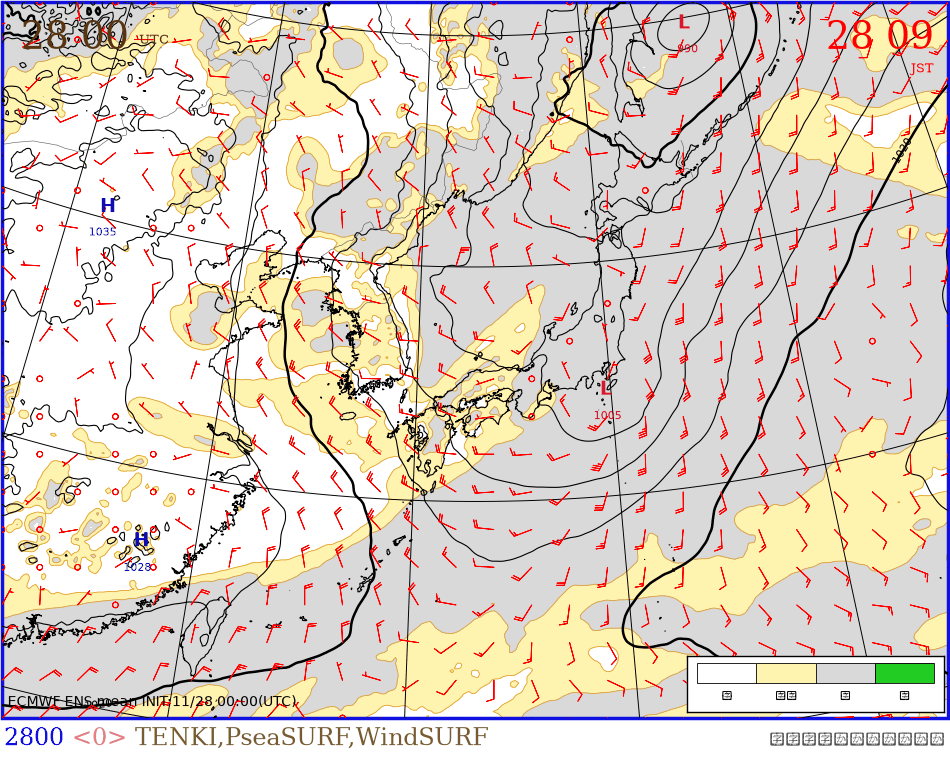 28 00 UTC
28 09
JST
L
990
1020
H
1035
L
1005
H
1028
ECMWF ENS mean INIT:11/28 00:00(UTC)
2800 <0> TENKI,PseaSURF,WindSURF